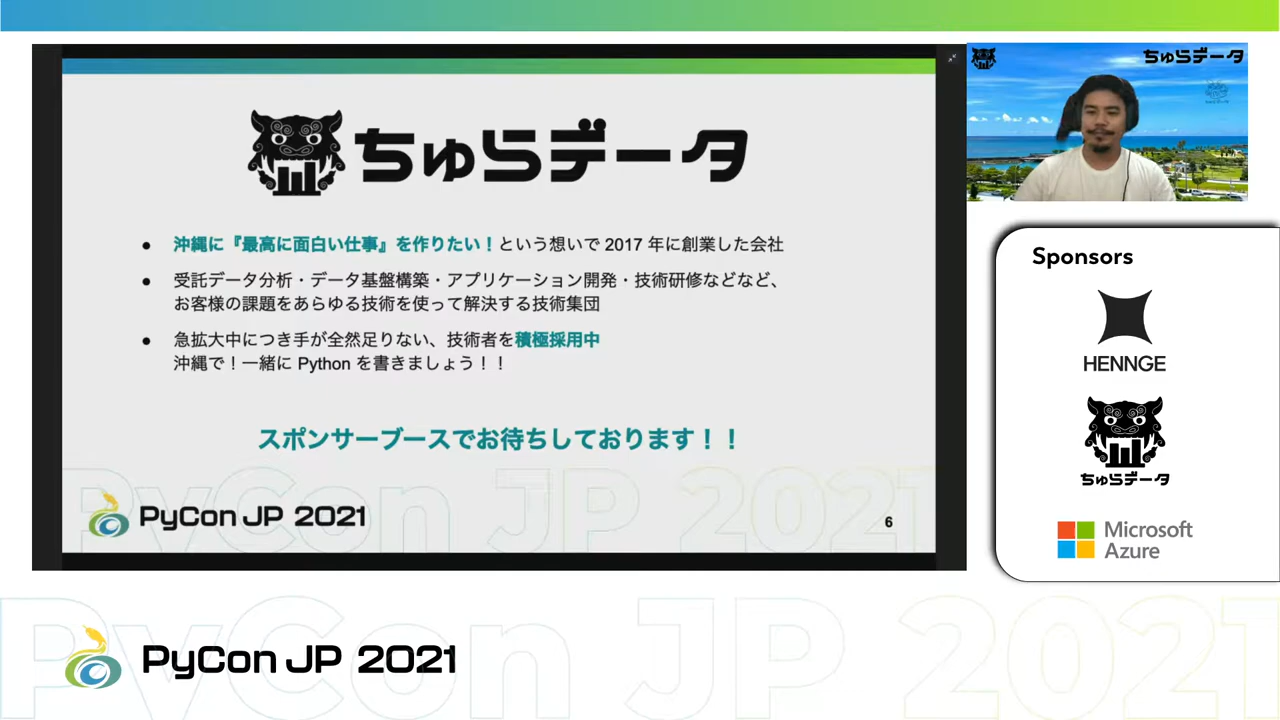 ちゅらデータ
● 沖縄に『最高に面白い仕事』を作りたい！という想いで 2017 年に創業した会社
● 受託データ分析・データ基盤構築・アプリケーション開発・技術研修などなど、
お客様の課題をあらゆる技術を使って解決する技術集団
● 急拡大中につき手が全然足りない、技術者を積極採用中
沖縄で！一緒に Python を書きましょう！！
スポンサーブースでお待ちしております！！
PyCon JP 2021
PyCon JP 2021
6
ちゅらデータ
Sponsors
HENNGE
ちゅらデータ
Microsoft
Azure
PyCon JP 2021
PyCon JP 2021